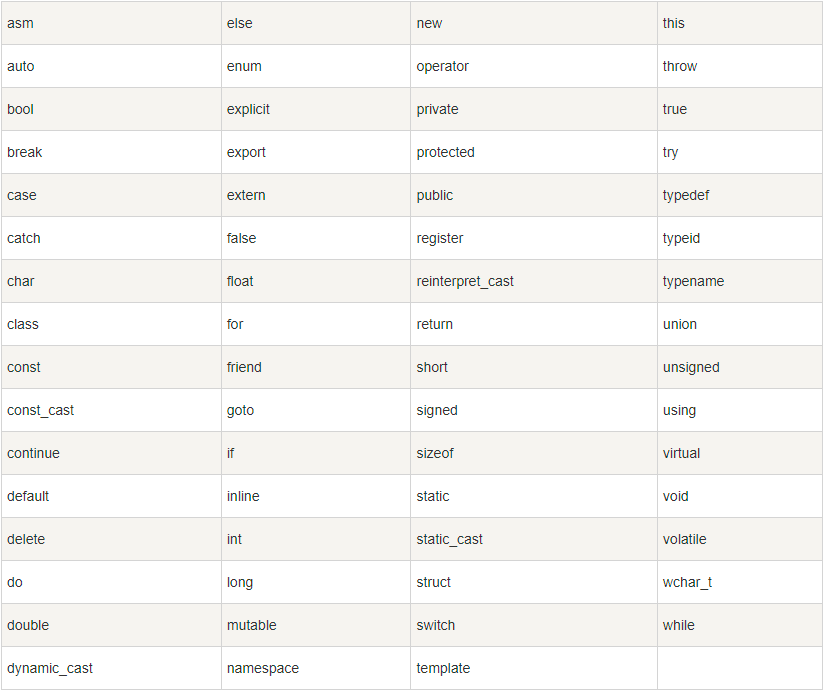 asm else new this
auto enum operator throw
bool explicit private true
break export protected try
case extern public typedef
catch false register typeid
char float reinterpret_cast typename
class for return union
const friend short unsigned
const_cast goto signed using
continue if sizeof virtual
default inline static void
delete int static_cast volatile
do long struct wchar_t
double mutable switch while
dynamic_cast namespace template